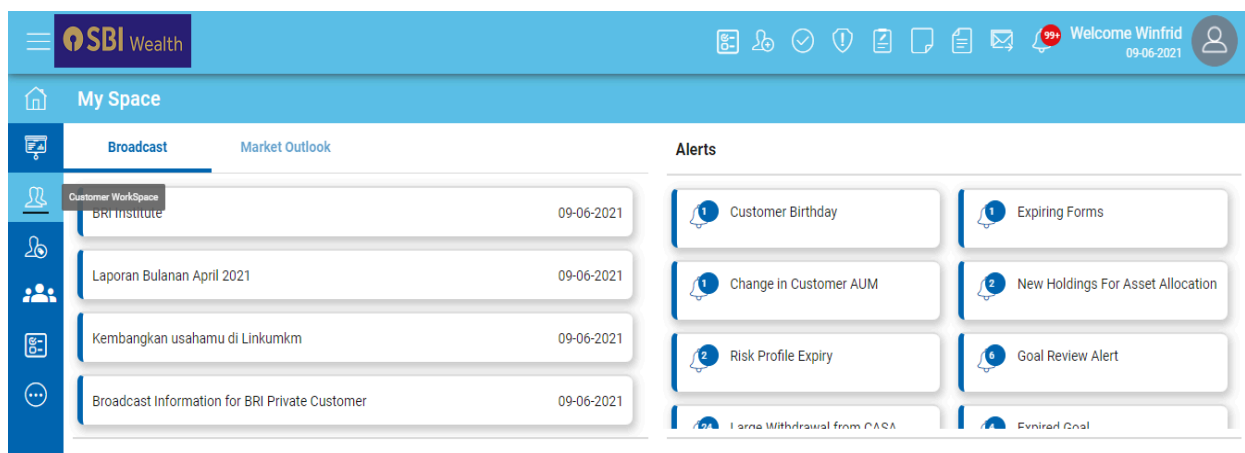 SBI Wealth
99+
Welcome Winfrid
09-06-2021
My Space
Broadcast
Market Outlook
Alerts
Customer WorkSpace
BRI Institute
09-06-2021
Laporan Bulanan April 2021
09-06-2021
Kembangkan usahamu di Linkumkm
09-06-2021
Broadcast Information for BRI Private Customer
09-06-2021
1
Customer Birthday
1
Expiring Forms
1
Change in Customer AUM
2
New Holdings For Asset Allocation
2
Risk Profile Expiry
6
Goal Review Alert
24
Large Withdrawal from CASA
4
Expired Goal